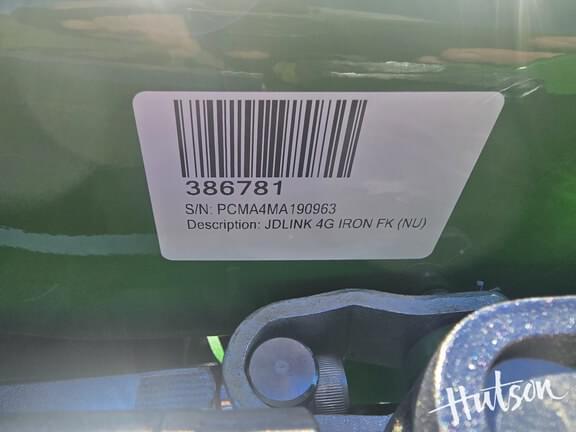 386781
S/N: PCMA4MA190963
Description: JDLINK 4G IRON FK (NU)
Hutson